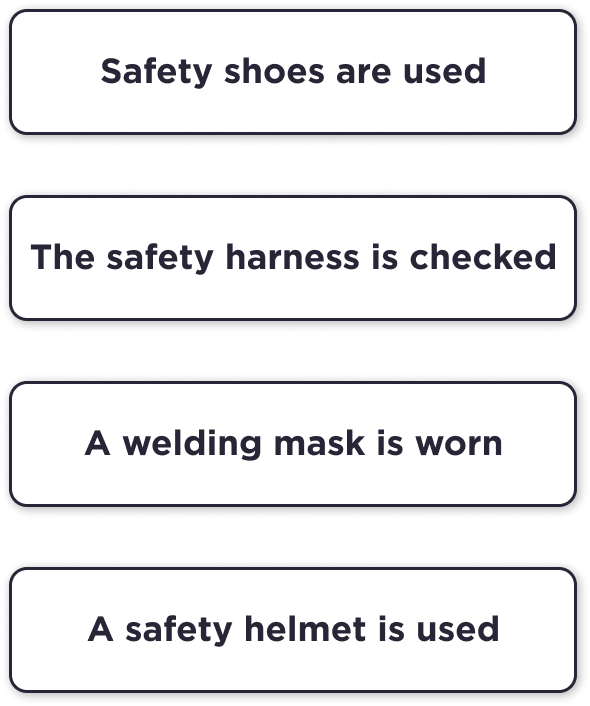 Safety shoes are used
The safety harness is checked
A welding mask is worn
A safety helmet is used